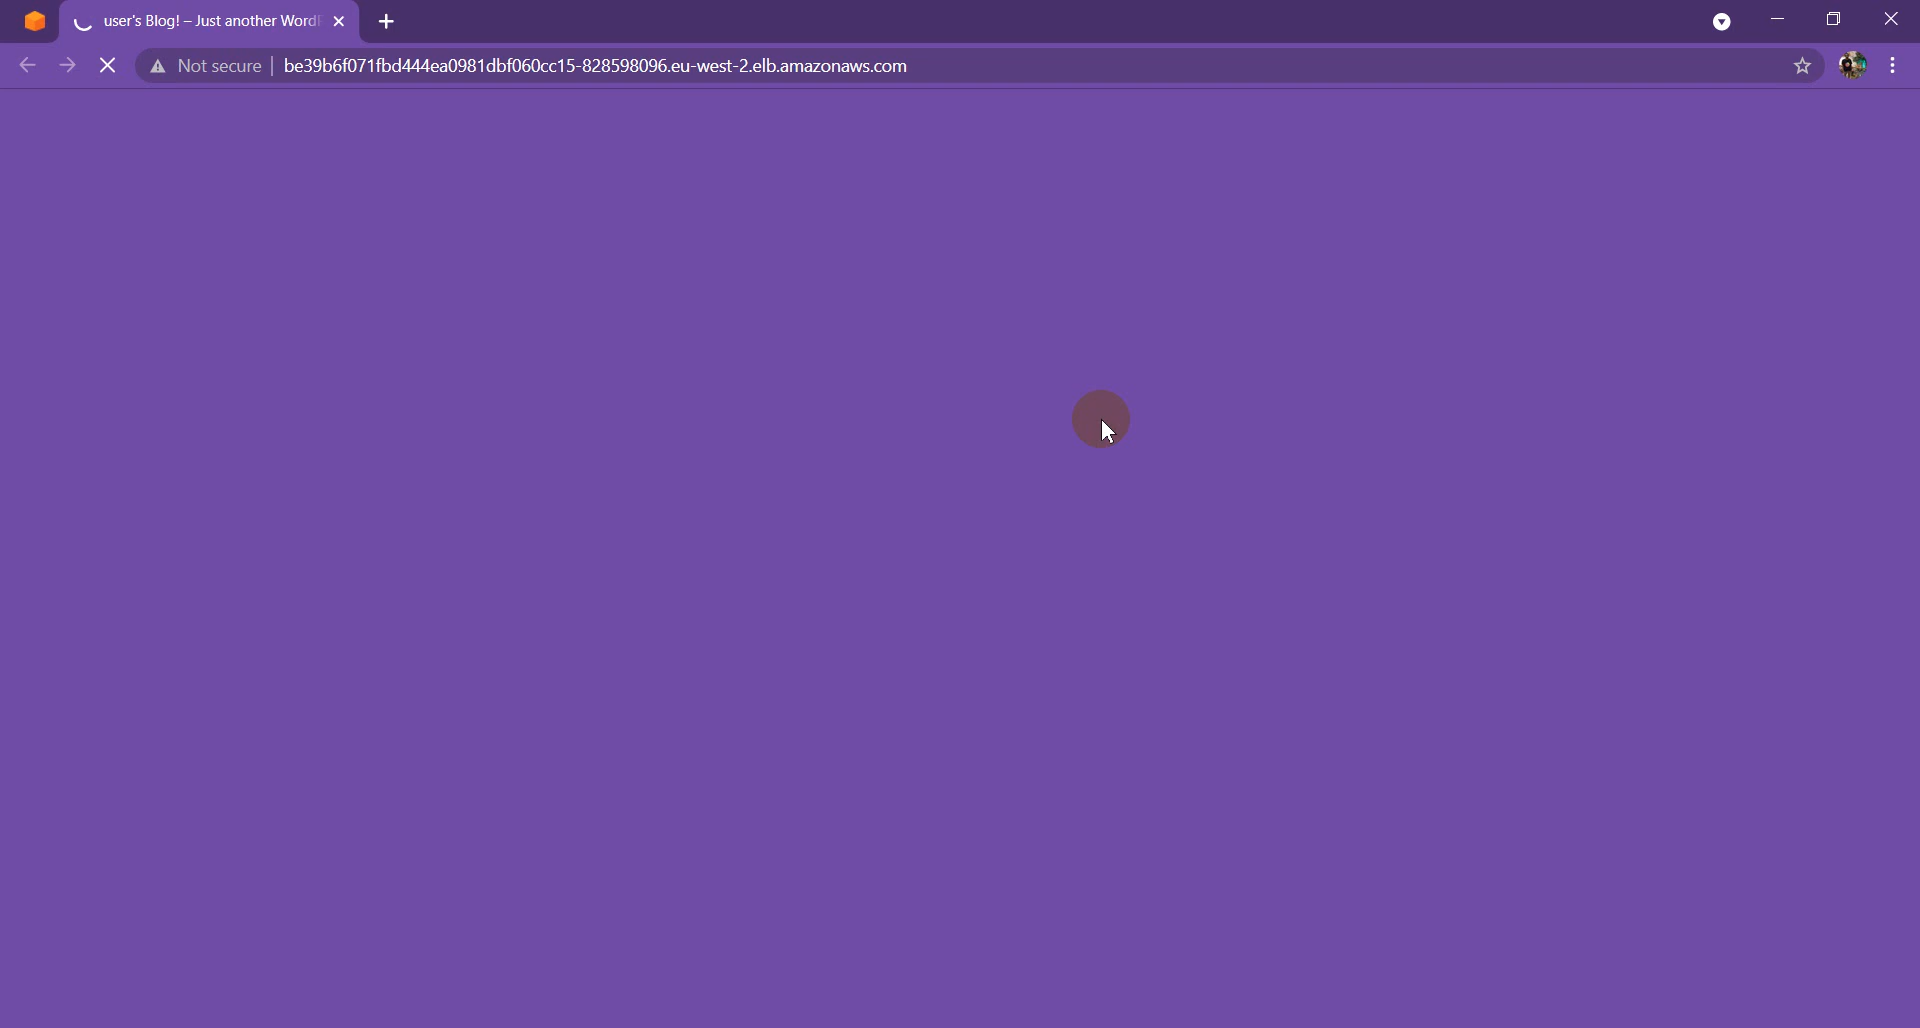 user's Blog! – Just another Word
Not secure
be39b6f071fbd444ea0981dbf060cc15-828598096.eu-west-2.elb.amazonaws.com